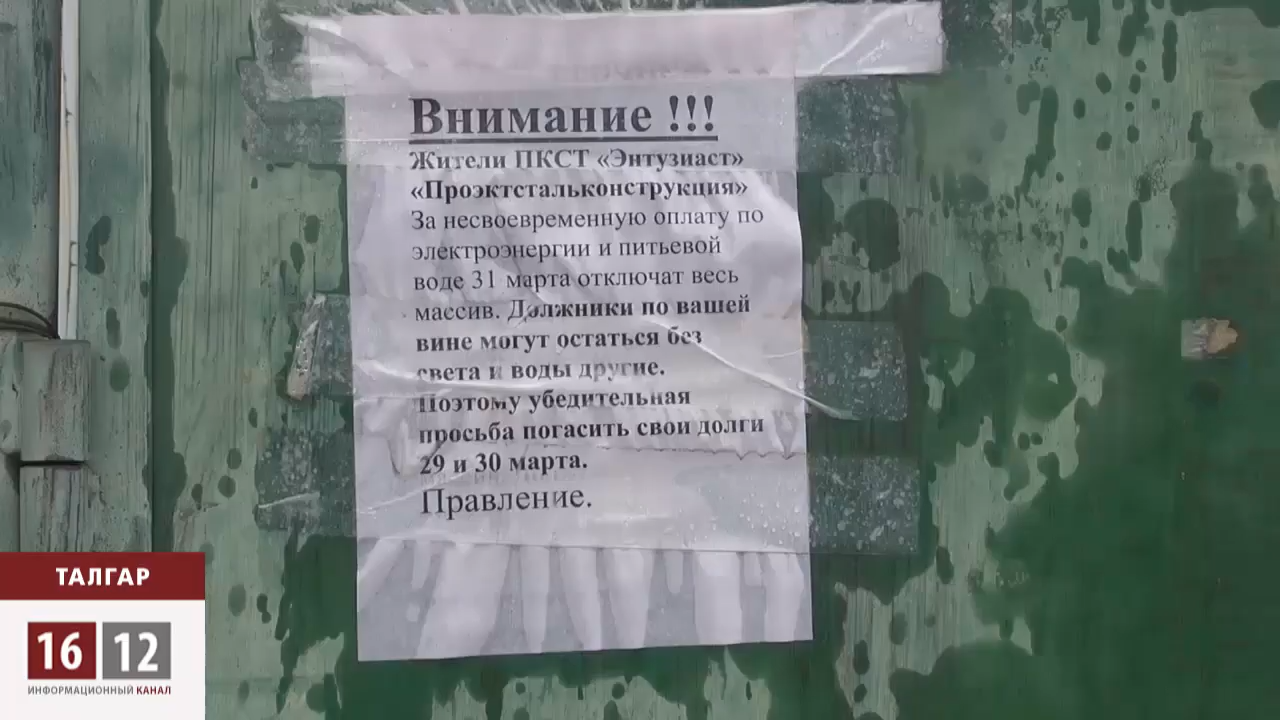 Внимание !!!
Жители ПКСТ «Энтузиаст»
«Проэктстальконструкция»
За несвоевременную оплату по
электроэнергии и питьевой
воде 31 марта отключат весь
массив. Должники по вашей
вине могут остаться без
света и воды другие.
Поэтому убедительная
просьба погасить свои долги
29 и 30 марта.
Правление.
ТАЛГАР
16 12
ИНФОРМАЦИОННЫЙ КАНАЛ